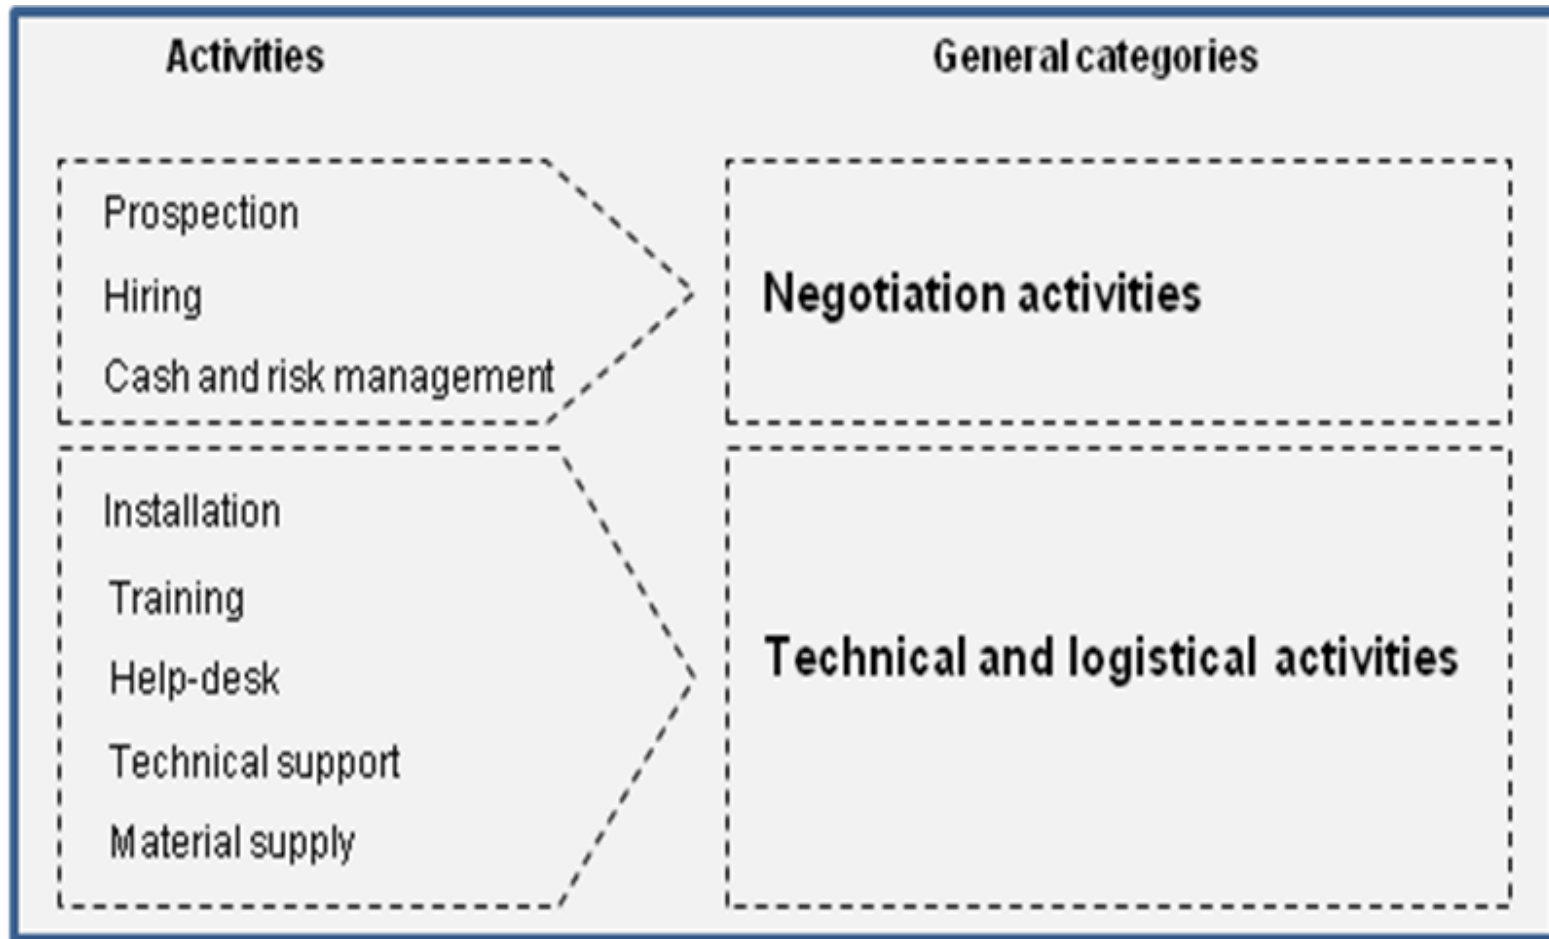 Activities
General categories
Prospection
Hiring
Cash and risk management
Negotiation activities
Installation
Training
Help-desk
Technical support
Material supply
Technical and logistical activities